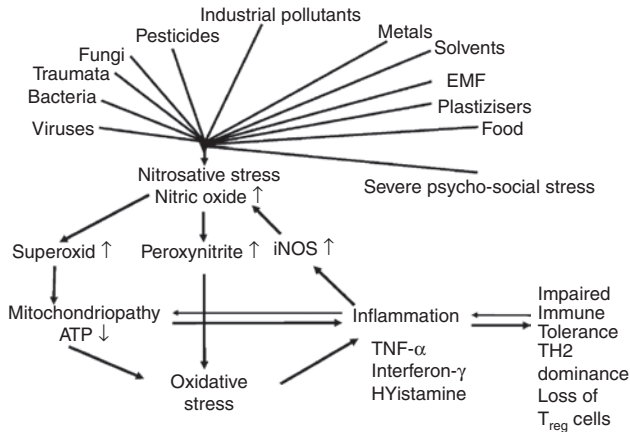 Industrial pollutants
Pesticides
Metals
Fungi
Solvents
Traumata
EMF
Bacteria
Plastizisers
Viruses
Food
Nitrosative stress
Nitric oxide ↑
Severe psycho-social stress
Superoxid ↑
Peroxynitrite ↑
iNOS ↑
Mitochondriopathy
ATP ↓
Inflammation
TNF-α
Interferon-γ
HYistamine
Impaired
Immune
Tolerance
TH2
dominance
Loss of
Treg cells
Oxidative
stress